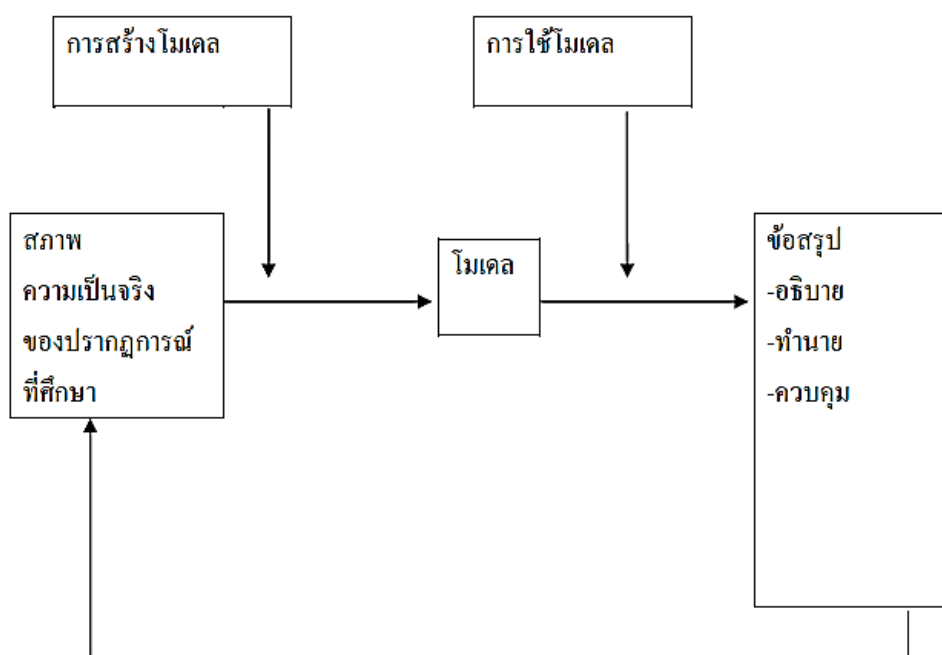 การสร้างโมเดล
การใช้โมเดล
สภาพ
ความเป็นจริง
ของปรากฏการณ์
ที่ศึกษา
โมเดล
ข้อสรุป
-อธิบาย
-ทำนาย
-ควบคุม